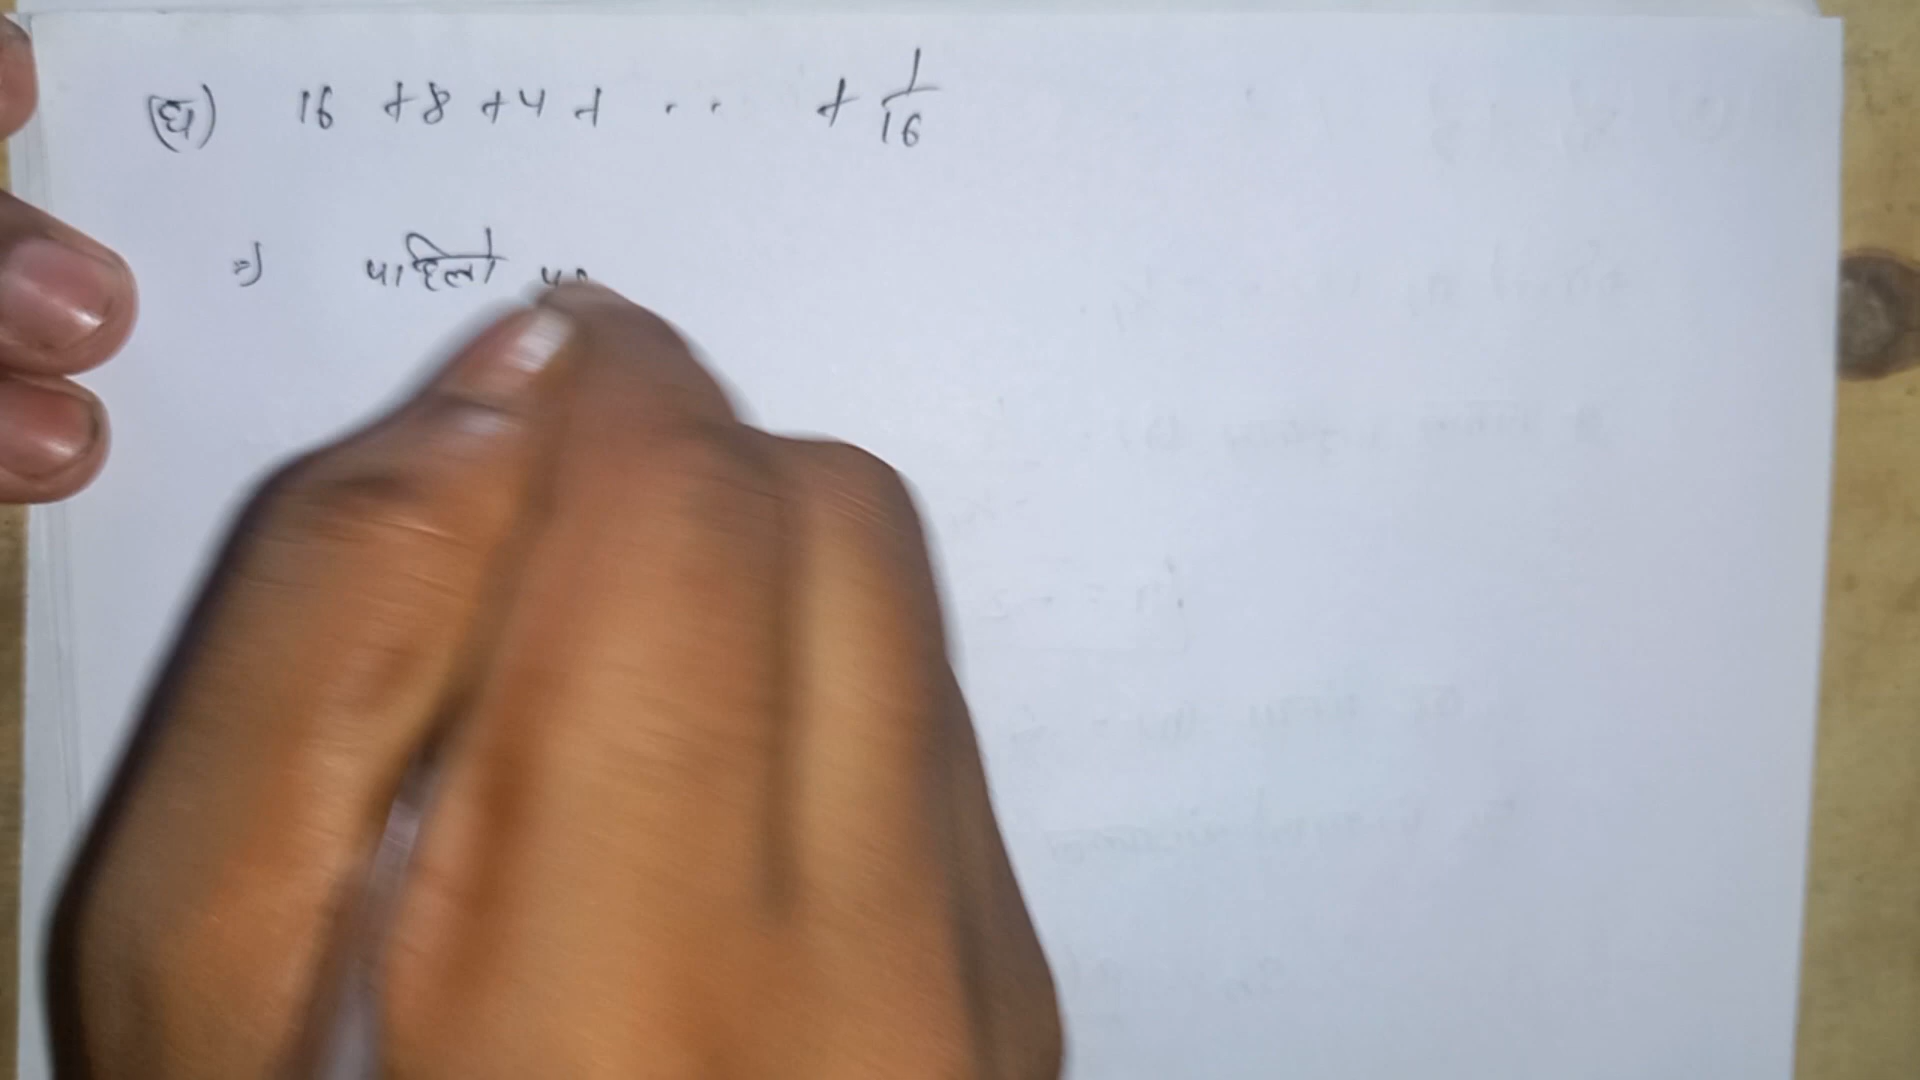 (घ) 16 + 8 + 4 + .. + 1/16
⇒ पहिलो